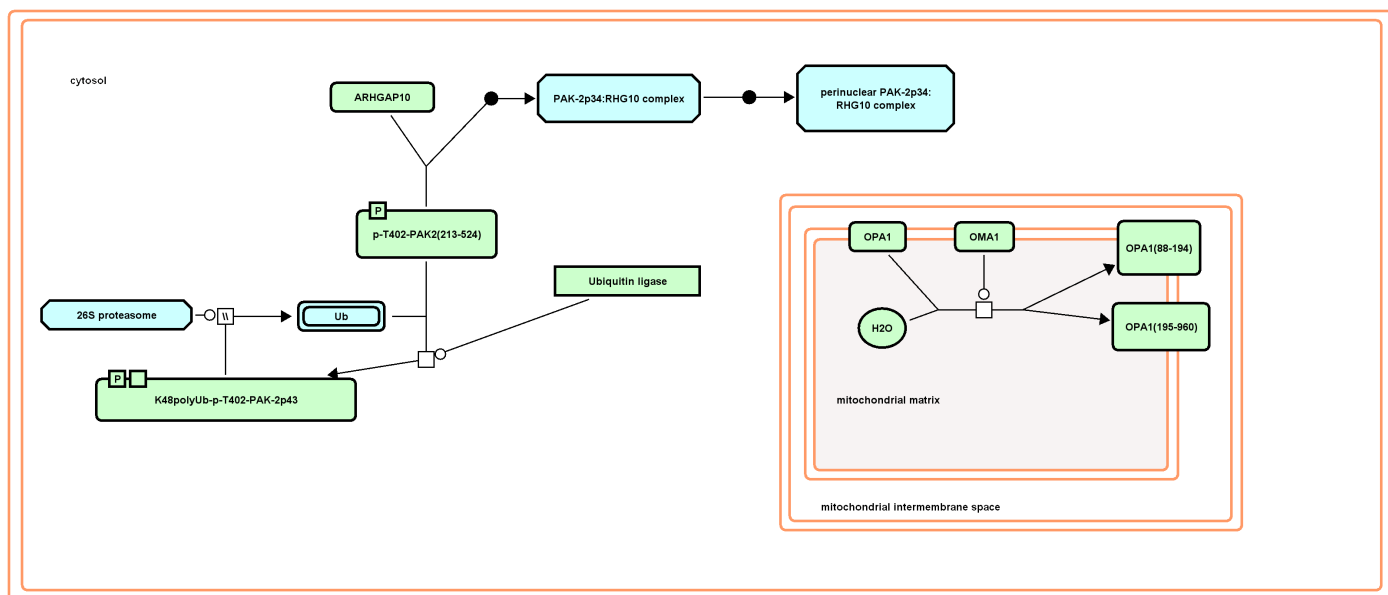 cytosol
ARHGAP10
PAK-2p34:RHG10 complex
perinuclear PAK-2p34:
RHG10 complex
P
p-T402-PAK2(213-524)
OPA1
OMA1
OPA1(88-194)
Ubiquitin ligase
26S proteasome
\\
Ub
H2O
OPA1(195-960)
P
K48polyUb-p-T402-PAK-2p43
mitochondrial matrix
mitochondrial intermembrane space